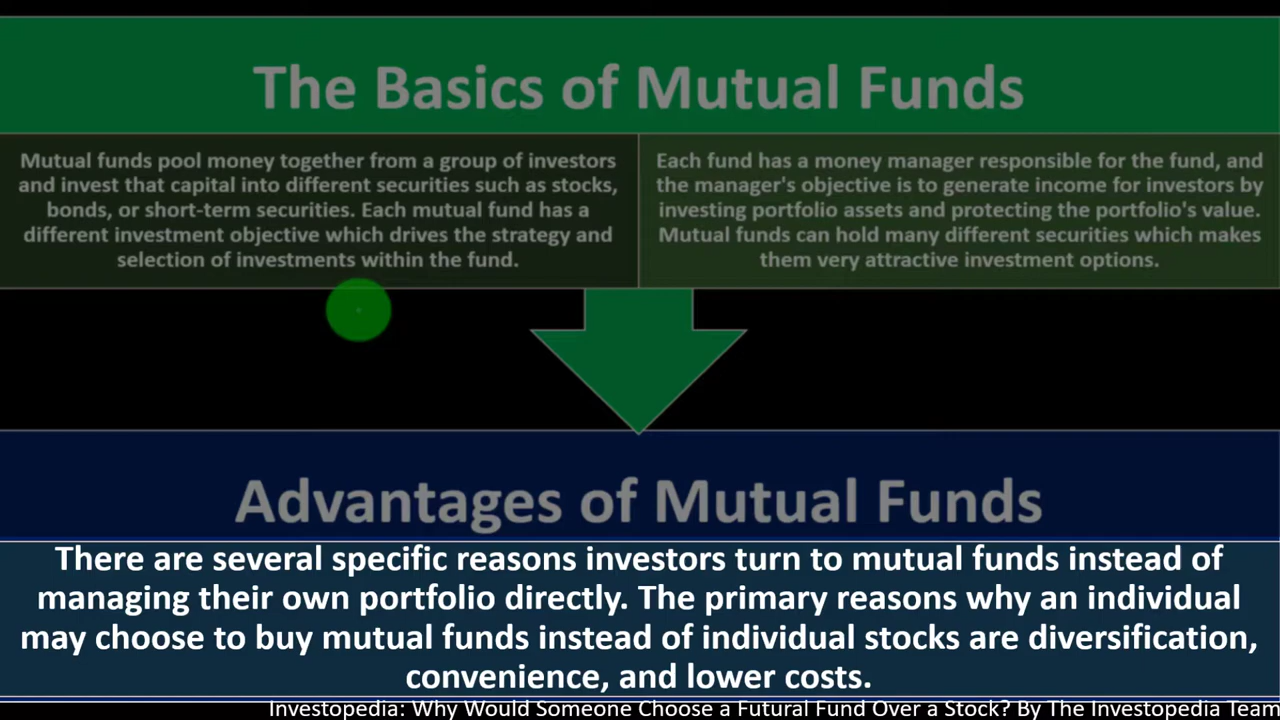 The Basics of Mutual Funds
Mutual funds pool money together from a group of investors
and invest that capital into different securities such as stocks,
bonds, or short-term securities. Each mutual fund has a
different investment objective which drives the strategy and
selection of investments within the fund.
Each fund has a money manager responsible for the fund, and
the manager's objective is to generate income for investors by
investing portfolio assets and protecting the portfolio's value.
Mutual funds can hold many different securities which makes
them very attractive investment options.
Advantages of Mutual Funds
There are several specific reasons investors turn to mutual funds instead of
managing their own portfolio directly. The primary reasons why an individual
may choose to buy mutual funds instead of individual stocks are diversification,
convenience, and lower costs.
Investopedia: Why Would Someone Choose a Futural Fund Over a Stock? By The Investopedia Team